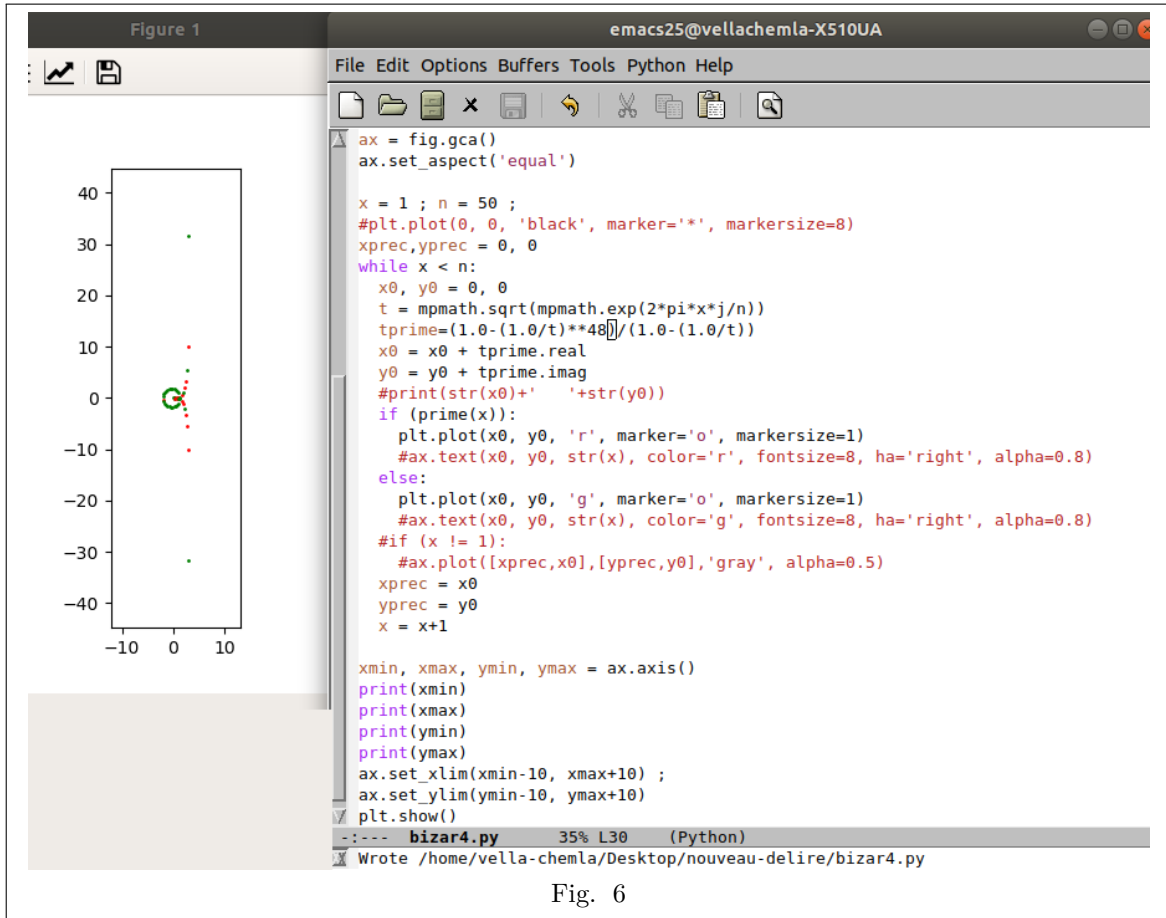 Figure 1
40
30
20
10
0
−10
−20
−30
−40
−10 0 10
emacs25@vellachemla-X510UA
File Edit Options Buffers Tools Python Help
ax = fig.gca()
ax.set_aspect('equal')
x = 1 ; n = 50 ;
#plt.plot(0, 0, 'black', marker='*', markersize=8)
xprec,yprec = 0, 0
while x < n:
  x0, y0 = 0, 0
  t = mpmath.sqrt(mpmath.exp(2*pi*x*j/n))
  tprime=(1.0-(1.0/t)**48)/(1.0-(1.0/t))
  x0 = x0 + tprime.real
  y0 = y0 + tprime.imag
  #print(str(x0)+'   '+str(y0))
  if (prime(x)):
    plt.plot(x0, y0, 'r', marker='o', markersize=1)
    #ax.text(x0, y0, str(x), color='r', fontsize=8, ha='right', alpha=0.8)
  else:
    plt.plot(x0, y0, 'g', marker='o', markersize=1)
    #ax.text(x0, y0, str(x), color='g', fontsize=8, ha='right', alpha=0.8)
  #if (x != 1):
    #ax.plot([xprec,x0],[yprec,y0],'gray', alpha=0.5)
  xprec = x0
  yprec = y0
  x = x+1
xmin, xmax, ymin, ymax = ax.axis()
print(xmin)
print(xmax)
print(ymin)
print(ymax)
ax.set_xlim(xmin-10, xmax+10) ;
ax.set_ylim(ymin-10, ymax+10)
plt.show()
-:--- bizar4.py 35% L30 (Python)
Wrote /home/vella-chemla/Desktop/nouveau-delire/bizar4.py
Fig. 6